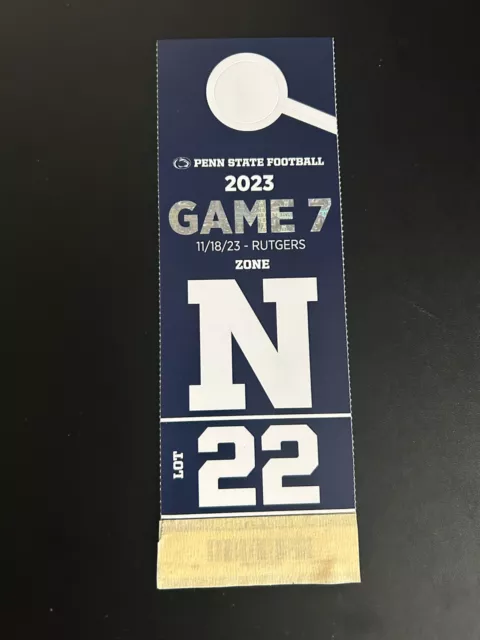 PENN STATE FOOTBALL
2023
GAME 7
11/18/23 - RUTGERS
ZONE
N
LOT
22